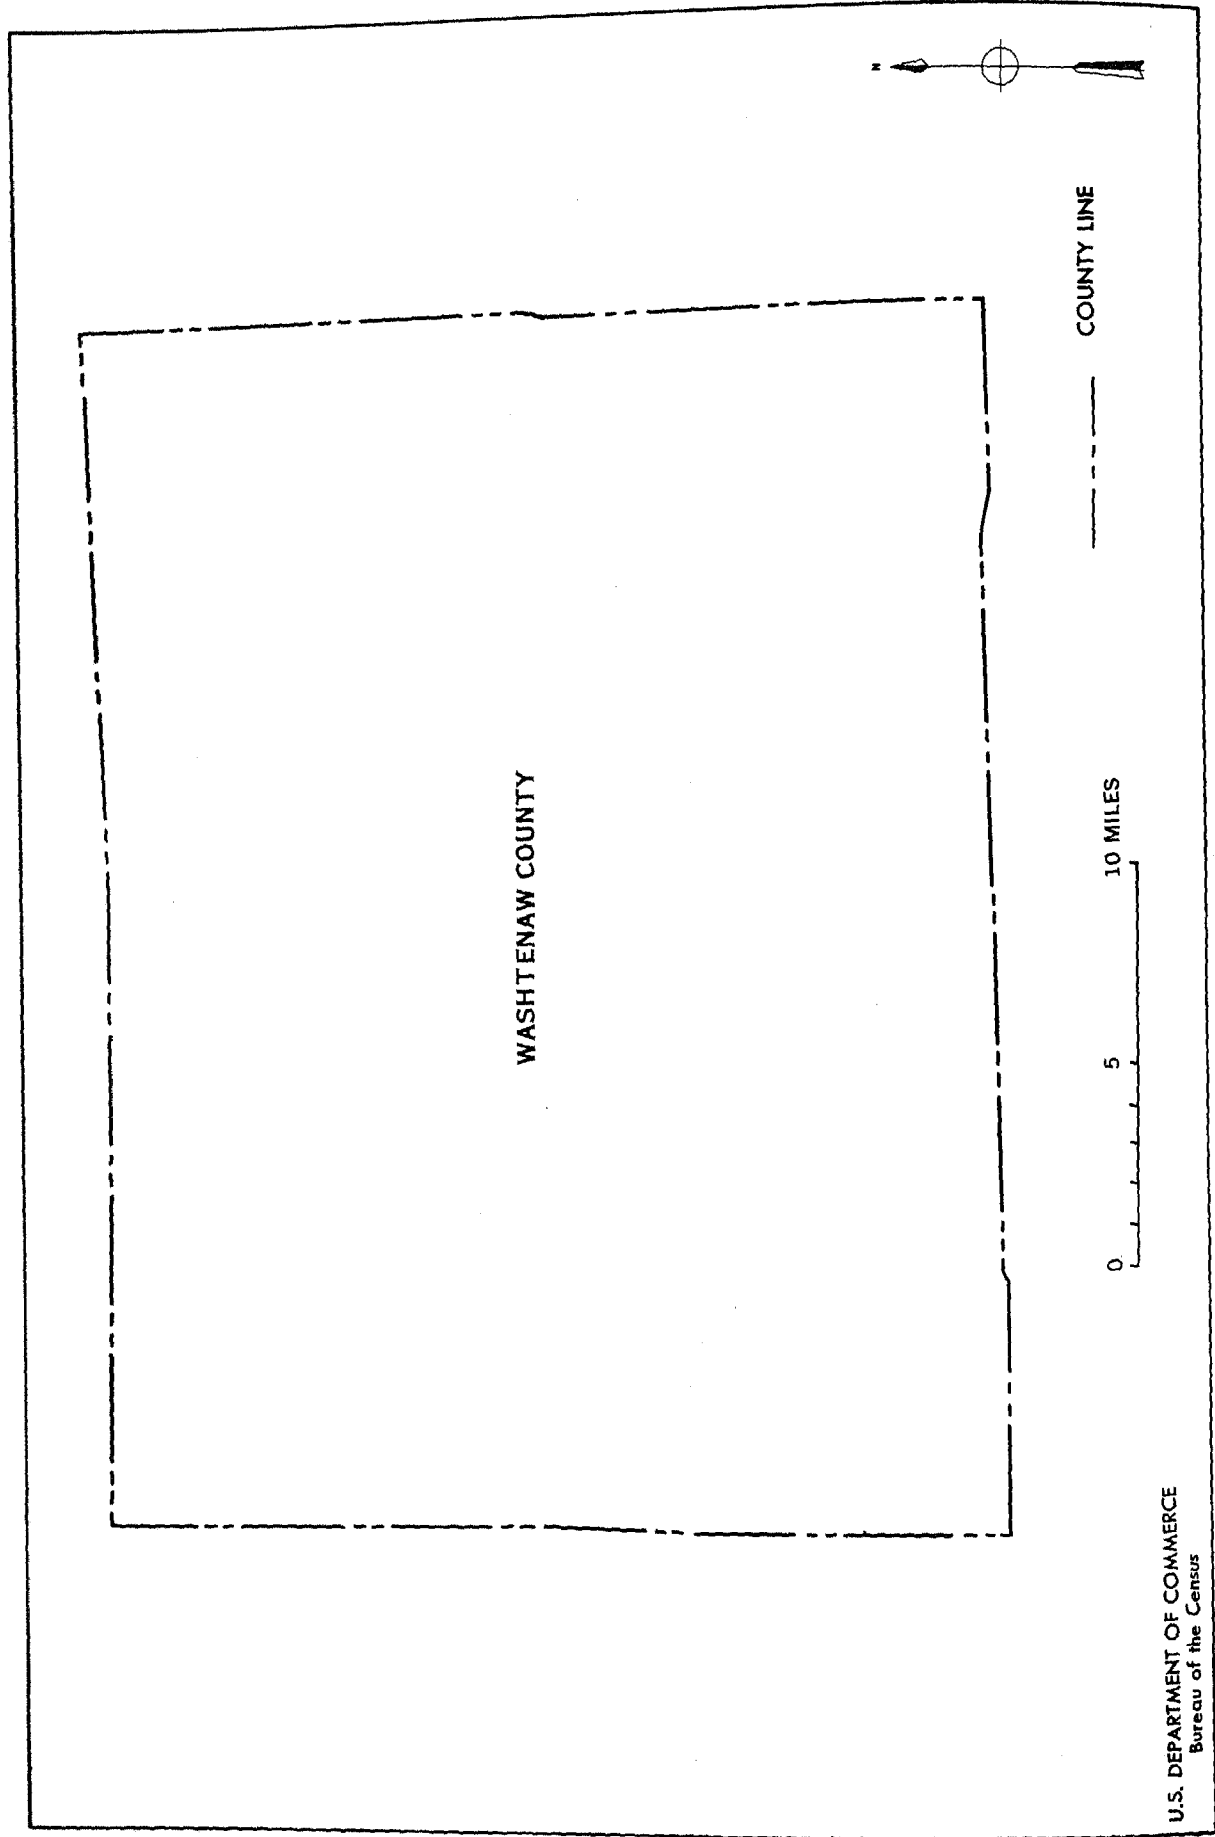 N
WASHTENAW COUNTY
COUNTY LINE
0 5 10 MILES
U.S. DEPARTMENT OF COMMERCE
Bureau of the Census